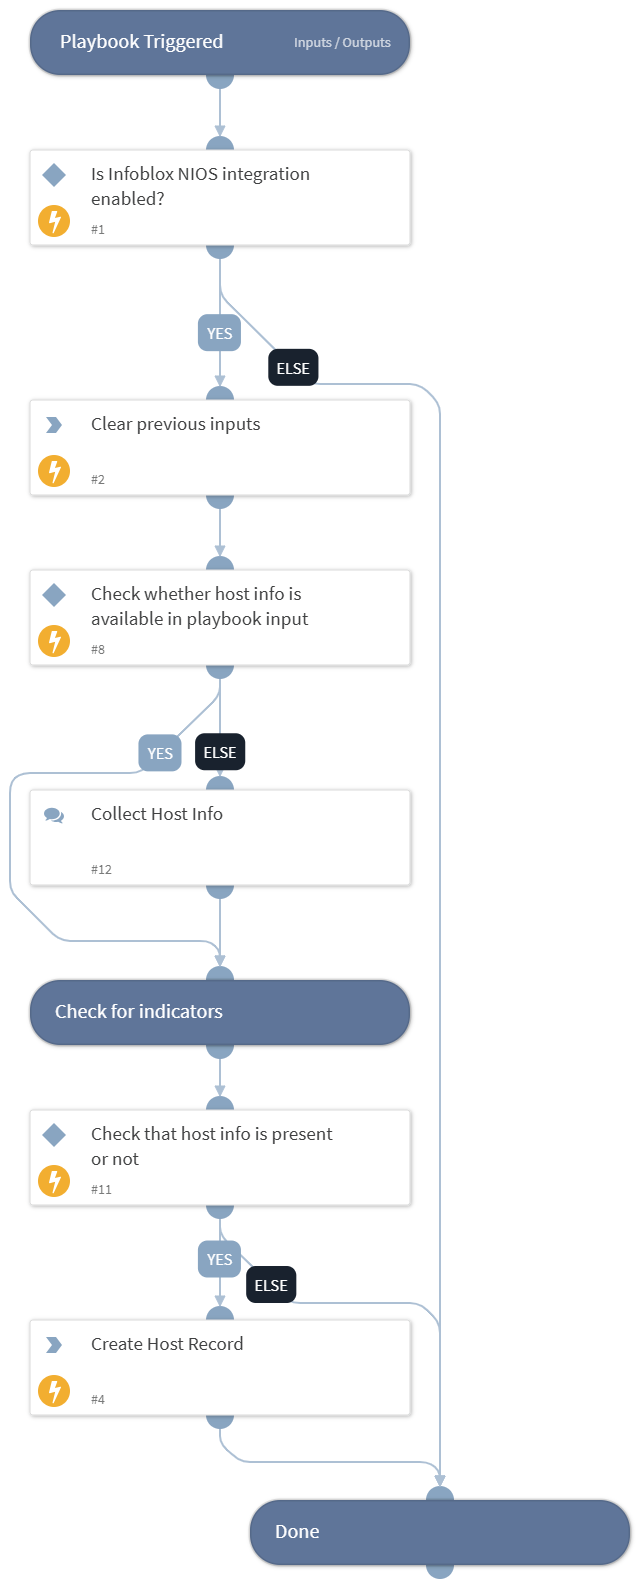 Playbook Triggered
Inputs / Outputs
Is Infoblox NIOS integration
enabled?
#1
YES
ELSE
Clear previous inputs
#2
Check whether host info is
available in playbook input
#8
YES
ELSE
Collect Host Info
#12
Check for indicators
Check that host info is present
or not
#11
YES
ELSE
Create Host Record
#4
Done